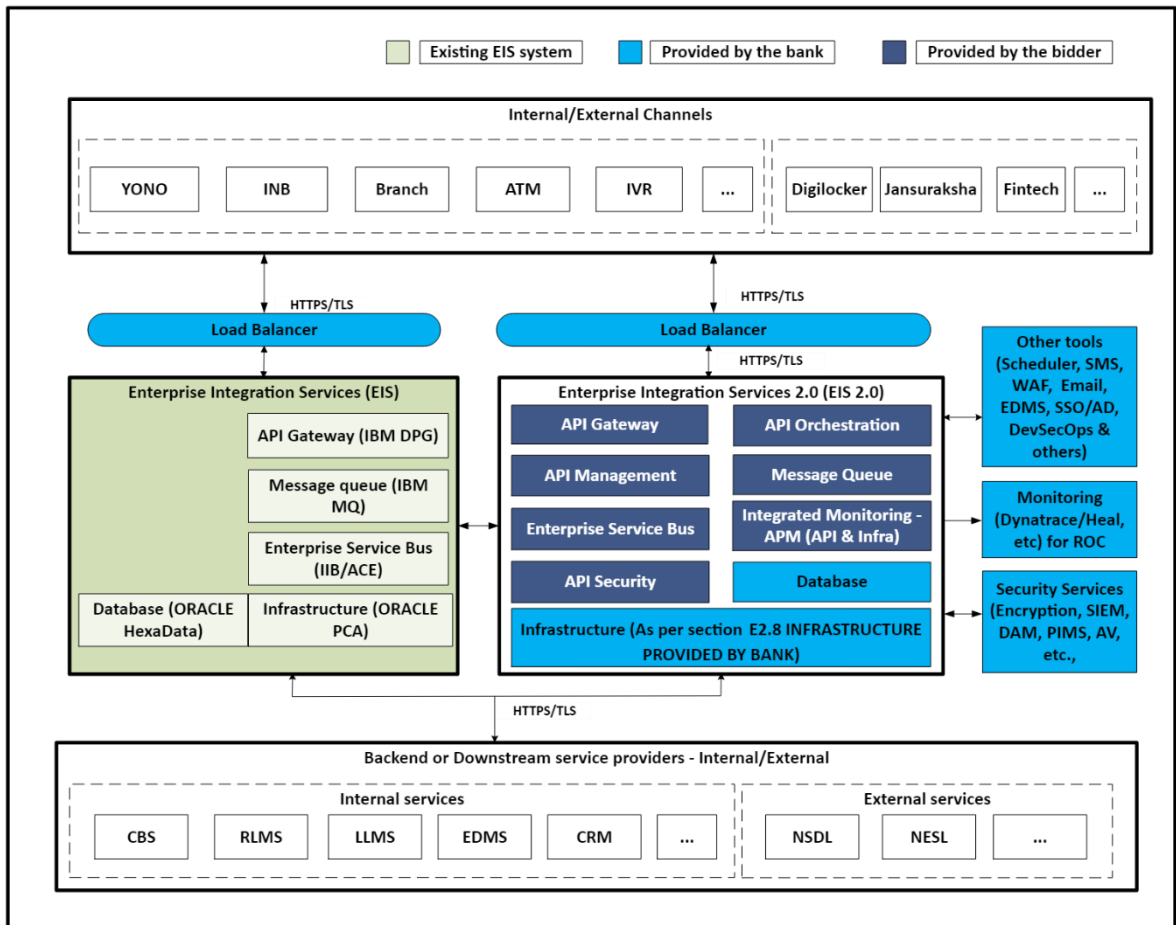 Existing EIS system
Provided by the bank
Provided by the bidder
Internal/External Channels
YONO
INB
Branch
ATM
IVR
...
Digilocker
Jansuraksha
Fintech
...
HTTPS/TLS
HTTPS/TLS
Load Balancer
Load Balancer
HTTPS/TLS
Enterprise Integration Services (EIS)
API Gateway (IBM DPG)
Message queue (IBM
MQ)
Enterprise Service Bus
(IIB/ACE)
Database (ORACLE
HexaData)
Infrastructure (ORACLE
PCA)
Enterprise Integration Services 2.0 (EIS 2.0)
API Gateway
API Orchestration
API Management
Message Queue
Enterprise Service Bus
Integrated Monitoring -
APM (API & Infra)
API Security
Database
Infrastructure (As per section E2.8 INFRASTRUCTURE
PROVIDED BY BANK)
Other tools
(Scheduler, SMS,
WAF, Email,
EDMS, SSO/AD,
DevSecOps &
others)
Monitoring
(Dynatrace/Heal,
etc) for ROC
Security Services
(Encryption, SIEM,
DAM, PIMS, AV,
etc.,
HTTPS/TLS
Backend or Downstream service providers - Internal/External
Internal services
CBS
RLMS
LLMS
EDMS
CRM
...
External services
NSDL
NESL
...